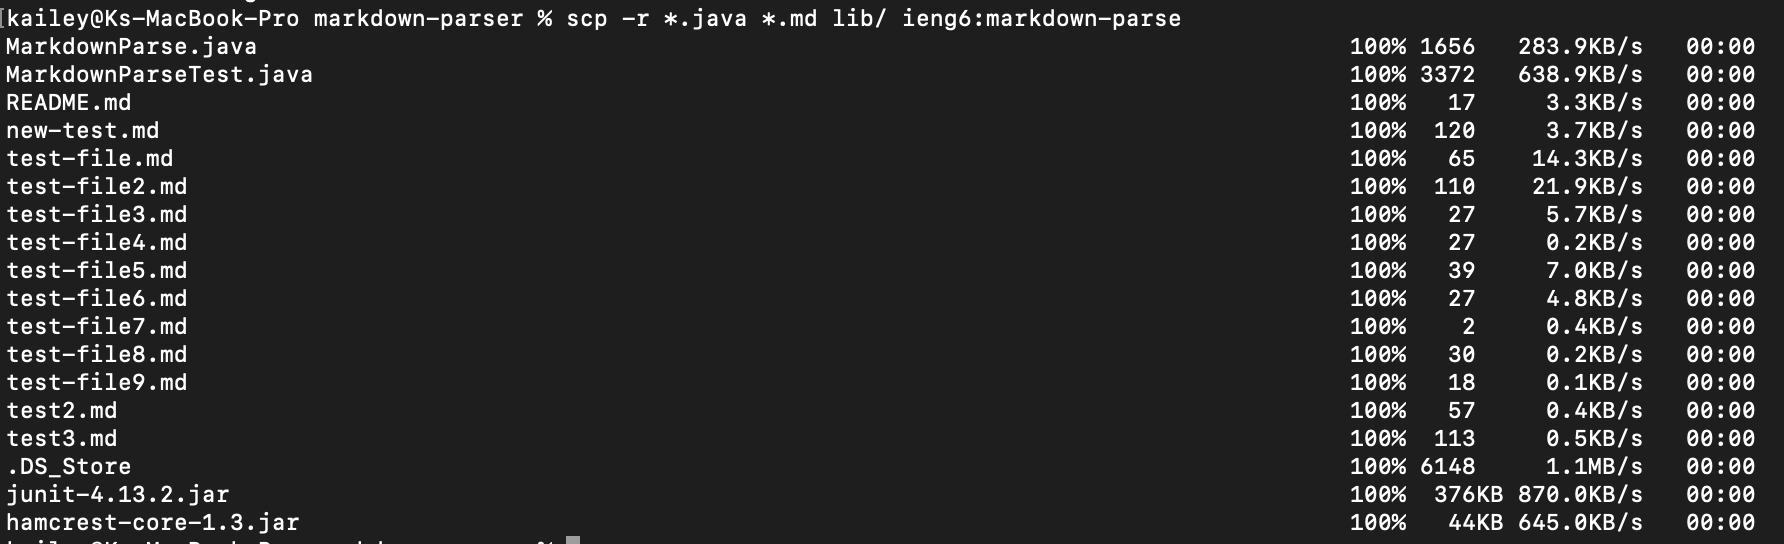 [kailey@Ks-MacBook-Pro markdown-parser % scp -r *.java *.md lib/ ieng6:markdown-parse
MarkdownParse.java 100% 1656 283.9KB/s 00:00
MarkdownParseTest.java 100% 3372 638.9KB/s 00:00
README.md 100% 17 3.3KB/s 00:00
new-test.md 100% 120 3.7KB/s 00:00
test-file.md 100% 65 14.3KB/s 00:00
test-file2.md 100% 110 21.9KB/s 00:00
test-file3.md 100% 27 5.7KB/s 00:00
test-file4.md 100% 27 0.2KB/s 00:00
test-file5.md 100% 39 7.0KB/s 00:00
test-file6.md 100% 27 4.8KB/s 00:00
test-file7.md 100% 2 0.4KB/s 00:00
test-file8.md 100% 30 0.2KB/s 00:00
test-file9.md 100% 18 0.1KB/s 00:00
test2.md 100% 57 0.4KB/s 00:00
test3.md 100% 113 0.5KB/s 00:00
.DS_Store 100% 6148 1.1MB/s 00:00
junit-4.13.2.jar 100% 376KB 870.0KB/s 00:00
hamcrest-core-1.3.jar 100% 44KB 645.0KB/s 00:00